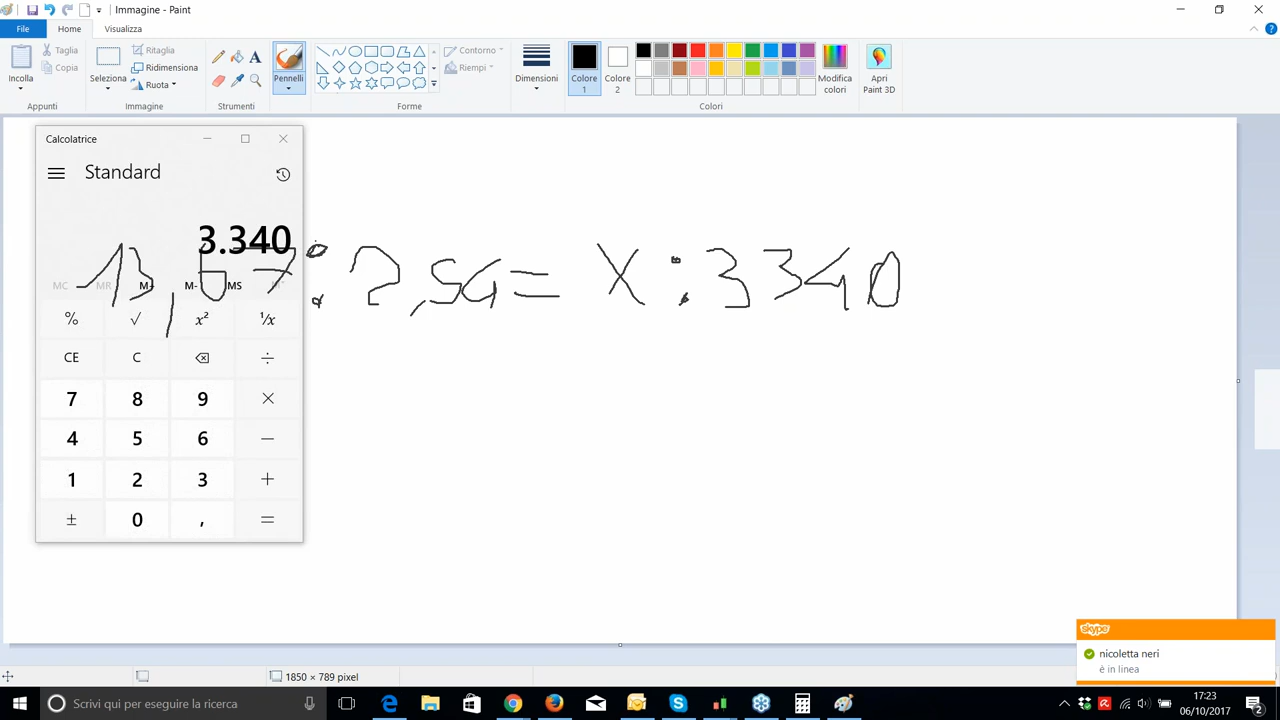 Immagine - Paint
File
Home
Visualizza
Incolla
Taglia
Copia
Appunti
Seleziona
Ritaglia
Ridimensiona
Ruota
Immagine
Strumenti
Pennelli
Contorno
Riempi
Forme
Dimensioni
Colore 1
Colore 2
Modifica colori
Colori
Apri Paint 3D
Calcolatrice
Standard
3.340
MC MR M+ M- MS
% √ x² ¹/x
CE C ÷
7 8 9 ×
4 5 6 −
1 2 3 +
± 0 , =
= X : 3340
skype
nicoletta neri
è in linea
1850 × 789 pixel
Scrivi qui per eseguire la ricerca
17:23
06/10/2017
2